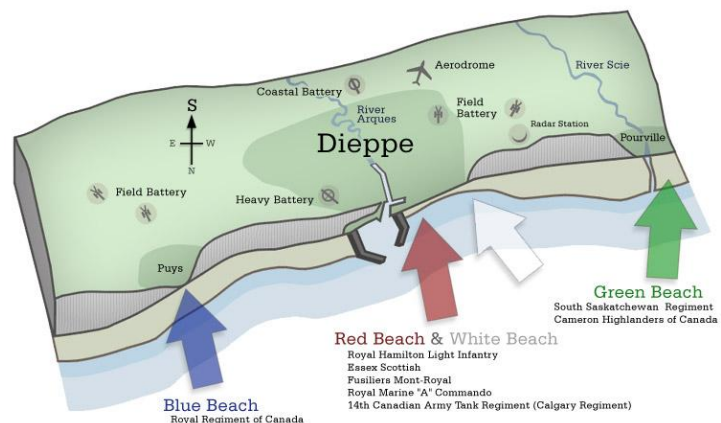 Aerodrome
River Scie
Coastal Battery
S
River
Arques
Field
Battery
Radar Station
Pourville
E
W
N
Dieppe
Field Battery
Heavy Battery
Puys
Green Beach
South Saskatchewan Regiment
Cameron Highlanders of Canada
Red Beach & White Beach
Royal Hamilton Light Infantry
Essex Scottish
Fusiliers Mont-Royal
Royal Marine "A" Commando
14th Canadian Army Tank Regiment (Calgary Regiment)
Blue Beach
Royal Regiment of Canada